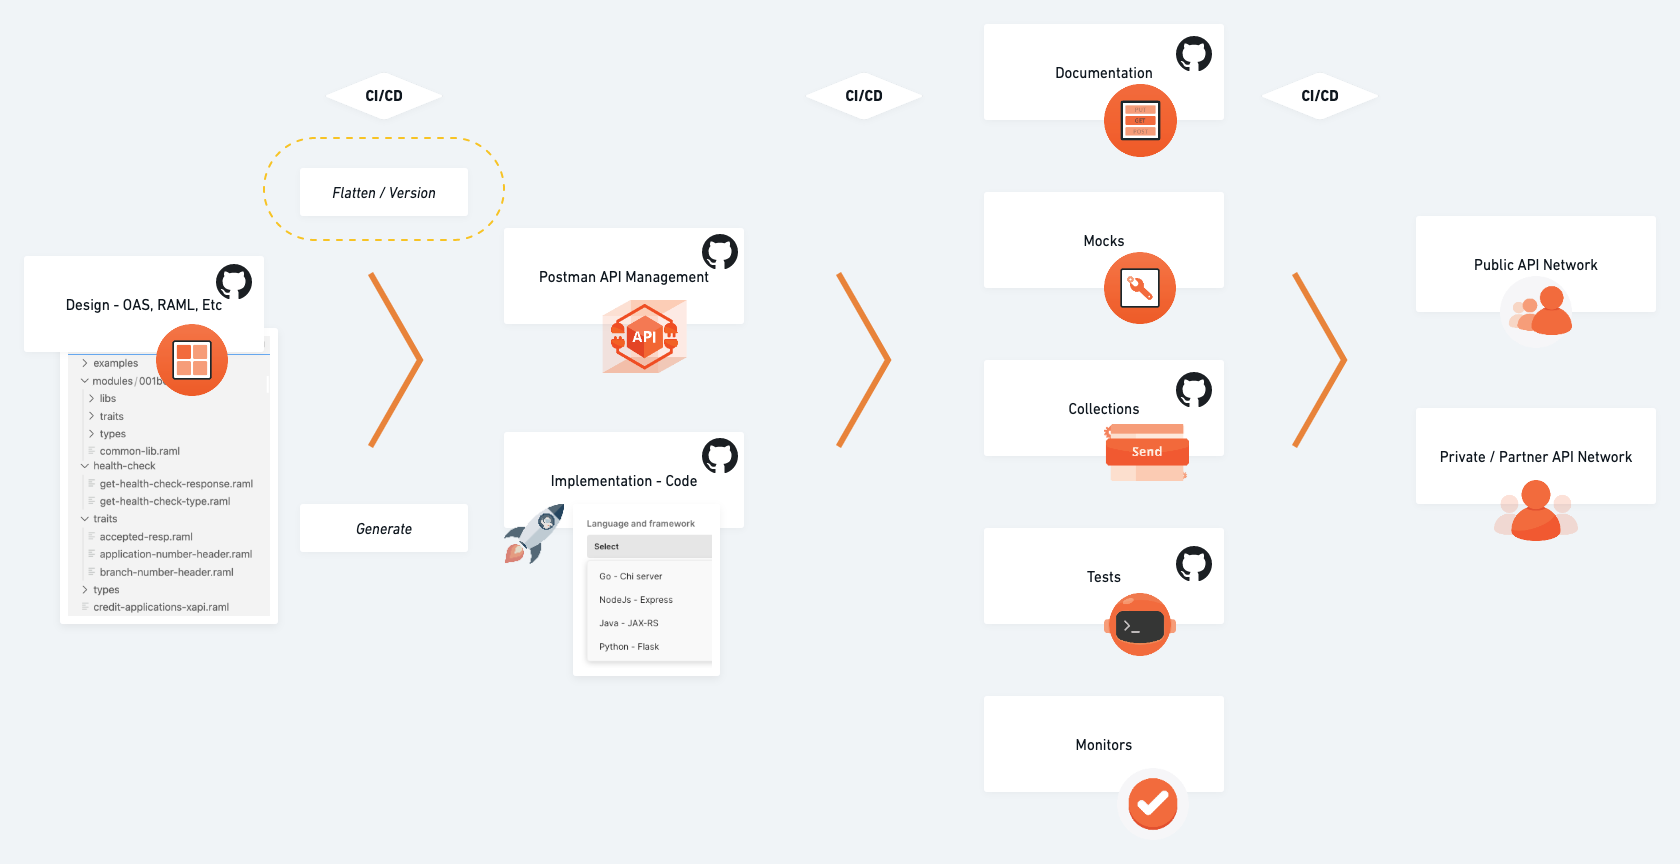 CI/CD
Flatten / Version
Design - OAS, RAML, Etc
examples
modules / 001b
libs
traits
types
common-lib.raml
health-check
get-health-check-response.raml
get-health-check-type.raml
traits
accepted-resp.raml
application-number-header.raml
branch-number-header.raml
types
credit-applications-xapi.raml
Generate
Postman API Management
API
Implementation - Code
Language and framework
Select
Go - Chi server
NodeJs - Express
Java - JAX-RS
Python - Flask
CI/CD
Documentation
PUT
GET
POST
Mocks
Collections
Send
Tests
>_
Monitors
CI/CD
Public API Network
Private / Partner API Network